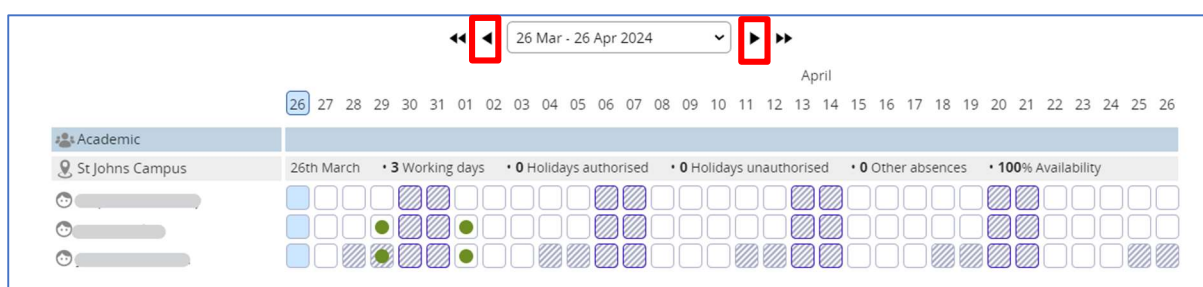 26 Mar - 26 Apr 2024
April
26 27 28 29 30 31 01 02 03 04 05 06 07 08 09 10 11 12 13 14 15 16 17 18 19 20 21 22 23 24 25 26
Academic
St Johns Campus 26th March • 3 Working days • 0 Holidays authorised • 0 Holidays unauthorised • 0 Other absences • 100% Availability